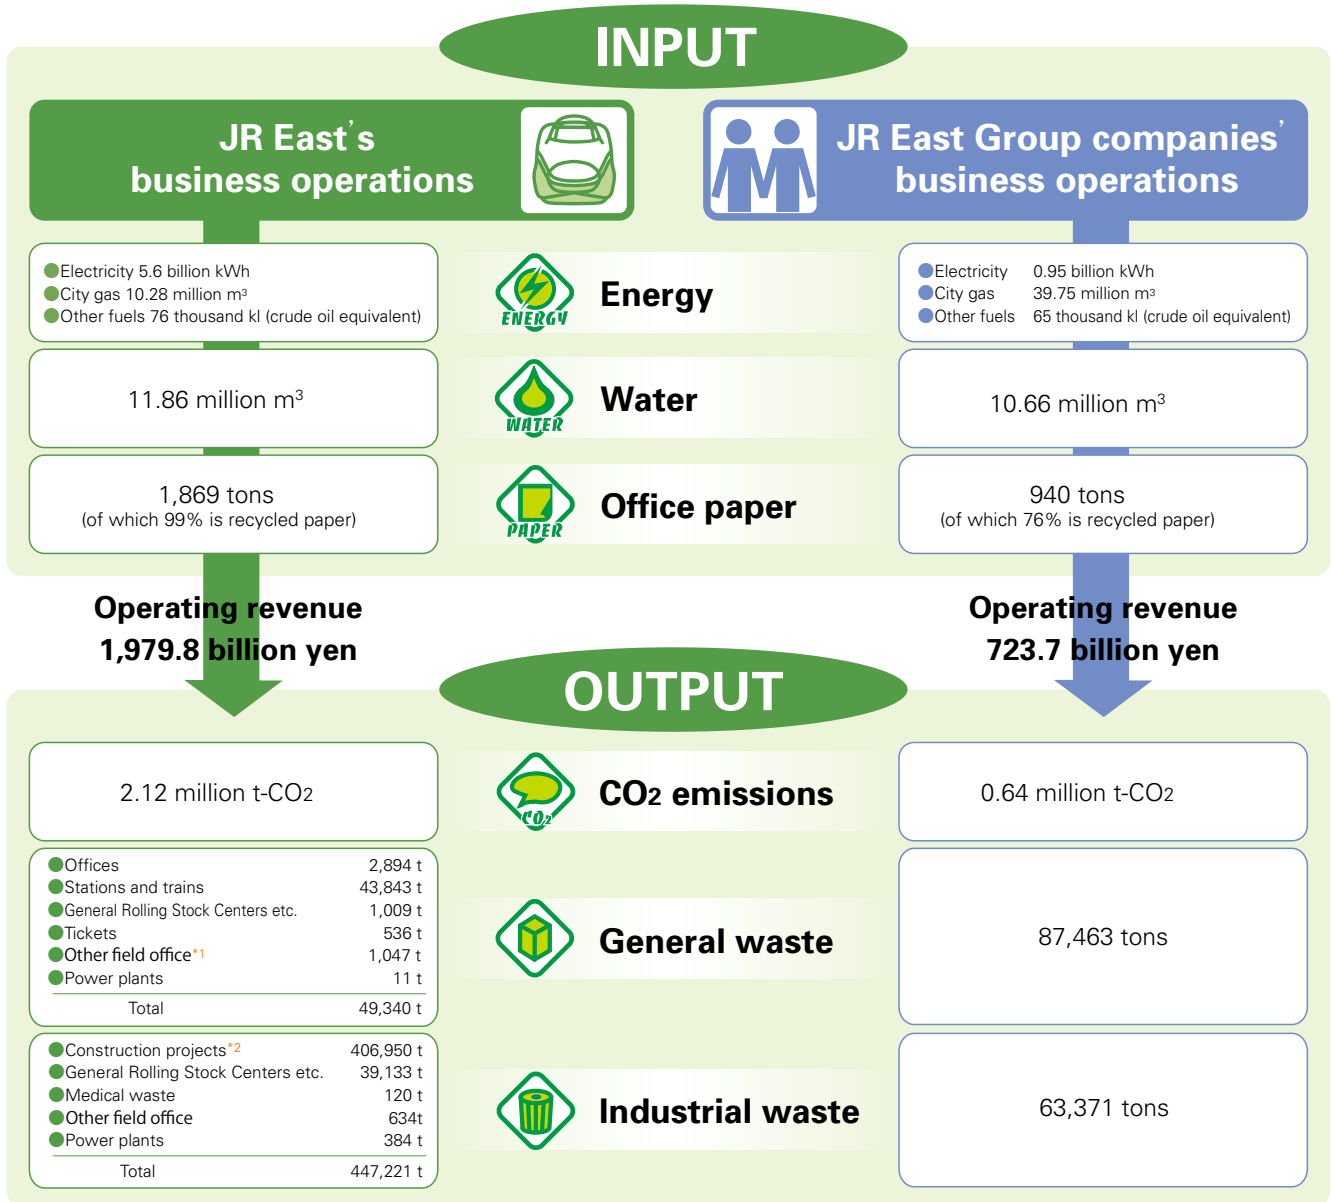 INPUT
JR East's
business operations
JR East Group companies'
business operations
●Electricity 5.6 billion kWh
●City gas 10.28 million m³
●Other fuels 76 thousand kl (crude oil equivalent)
ENERGY
Energy
●Electricity 0.95 billion kWh
●City gas 39.75 million m³
●Other fuels 65 thousand kl (crude oil equivalent)
11.86 million m³
WATER
Water
10.66 million m³
1,869 tons
(of which 99% is recycled paper)
PAPER
Office paper
940 tons
(of which 76% is recycled paper)
Operating revenue
1,979.8 billion yen
Operating revenue
723.7 billion yen
OUTPUT
2.12 million t-CO2
CO2
CO2 emissions
0.64 million t-CO2
●Offices 2,894 t
●Stations and trains 43,843 t
●General Rolling Stock Centers etc. 1,009 t
●Tickets 536 t
●Other field office*1 1,047 t
●Power plants 11 t
Total 49,340 t
General waste
87,463 tons
●Construction projects*2 406,950 t
●General Rolling Stock Centers etc. 39,133 t
●Medical waste 120 t
●Other field office 634t
●Power plants 384 t
Total 447,221 t
Industrial waste
63,371 tons